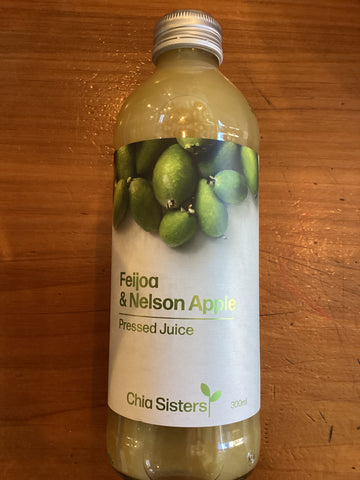 Feijoa
& Nelson Apple
Pressed Juice
Chia Sisters
300ml